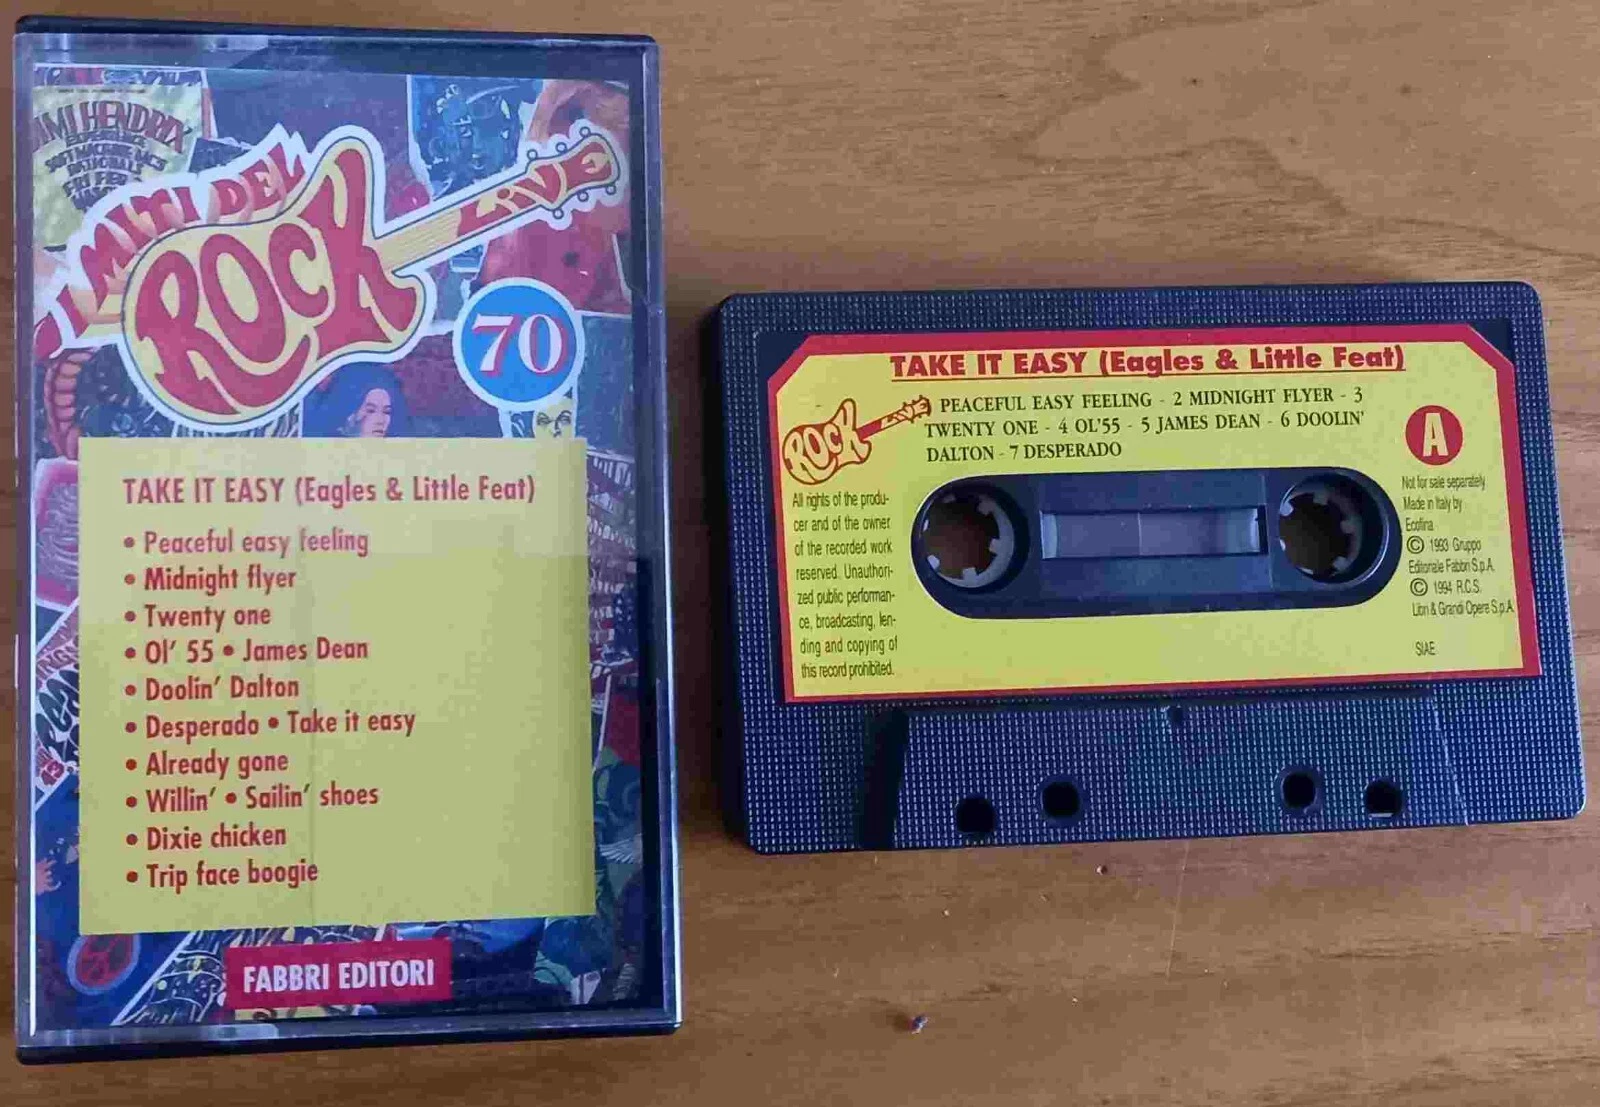 JIMI HENDRIX
EXPERIENCE
I MITI DEL
ROCK
LIVE
70
TAKE IT EASY (Eagles & Little Feat)
• Peaceful easy feeling
• Midnight flyer
• Twenty one
• Ol' 55 • James Dean
• Doolin' Dalton
• Desperado • Take it easy
• Already gone
• Willin' • Sailin' shoes
• Dixie chicken
• Trip face boogie
FABBRI EDITORI
TAKE IT EASY (Eagles & Little Feat)
ROCK LIVE
PEACEFUL EASY FEELING - 2 MIDNIGHT FLYER - 3
TWENTY ONE - 4 OL'55 - 5 JAMES DEAN - 6 DOOLIN'
DALTON - 7 DESPERADO
A
All rights of the produ-
cer and of the owner
of the recorded work
reserved. Unauthori-
zed public performan-
ce, broadcasting, len-
ding and copying of
this record prohibited.
Not for sale separately
Made in Italy by
Ecofina
© 1993 Gruppo
Editoriale Fabbri S.p.A.
© 1994 R.C.S.
Libri & Grandi Opere S.p.A.
SIAE